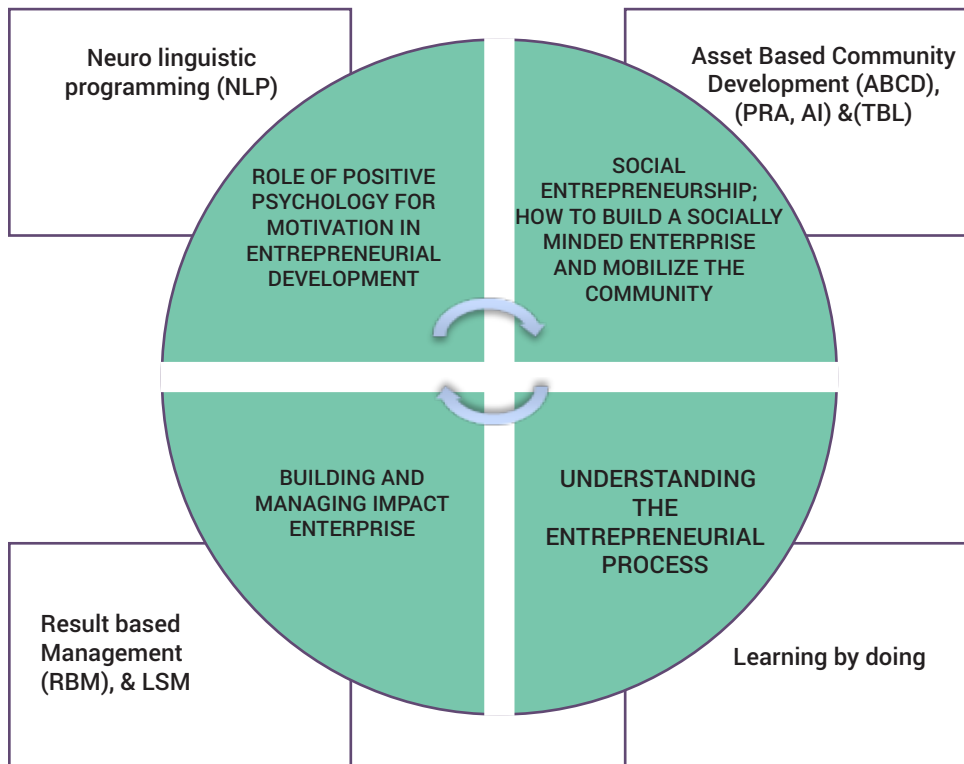 Neuro linguistic
programming (NLP)
Asset Based Community
Development (ABCD),
(PRA, AI) &(TBL)
ROLE OF POSITIVE
PSYCHOLOGY FOR
MOTIVATION IN
ENTREPRENEURIAL
DEVELOPMENT
SOCIAL
ENTREPRENEURSHIP;
HOW TO BUILD A SOCIALLY
MINDED ENTERPRISE
AND MOBILIZE THE
COMMUNITY
BUILDING AND
MANAGING IMPACT
ENTERPRISE
UNDERSTANDING
THE
ENTREPRENEURIAL
PROCESS
Result based
Management
(RBM), & LSM
Learning by doing